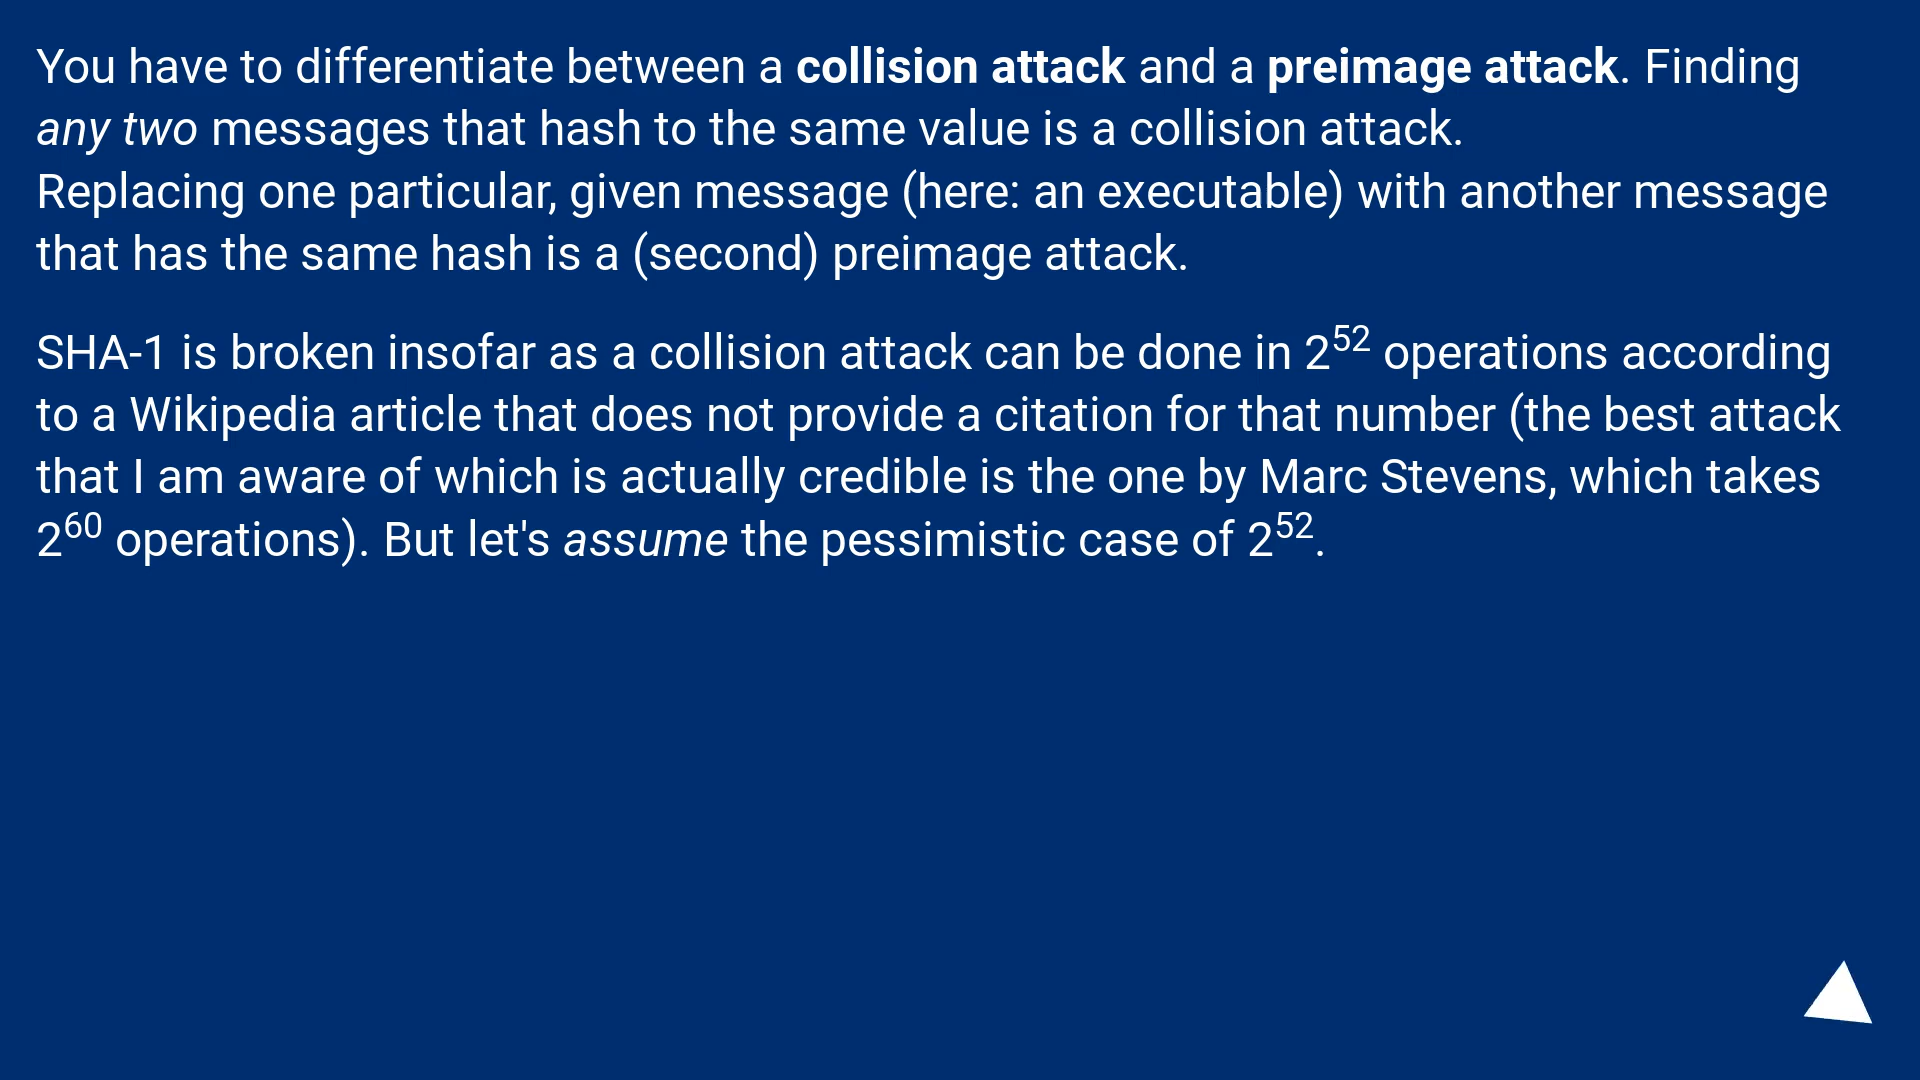 You have to differentiate between a collision attack and a preimage attack. Finding
any two messages that hash to the same value is a collision attack.
Replacing one particular, given message (here: an executable) with another message
that has the same hash is a (second) preimage attack.
SHA-1 is broken insofar as a collision attack can be done in 2^52 operations according
to a Wikipedia article that does not provide a citation for that number (the best attack
that I am aware of which is actually credible is the one by Marc Stevens, which takes
2^60 operations). But let's assume the pessimistic case of 2^52.